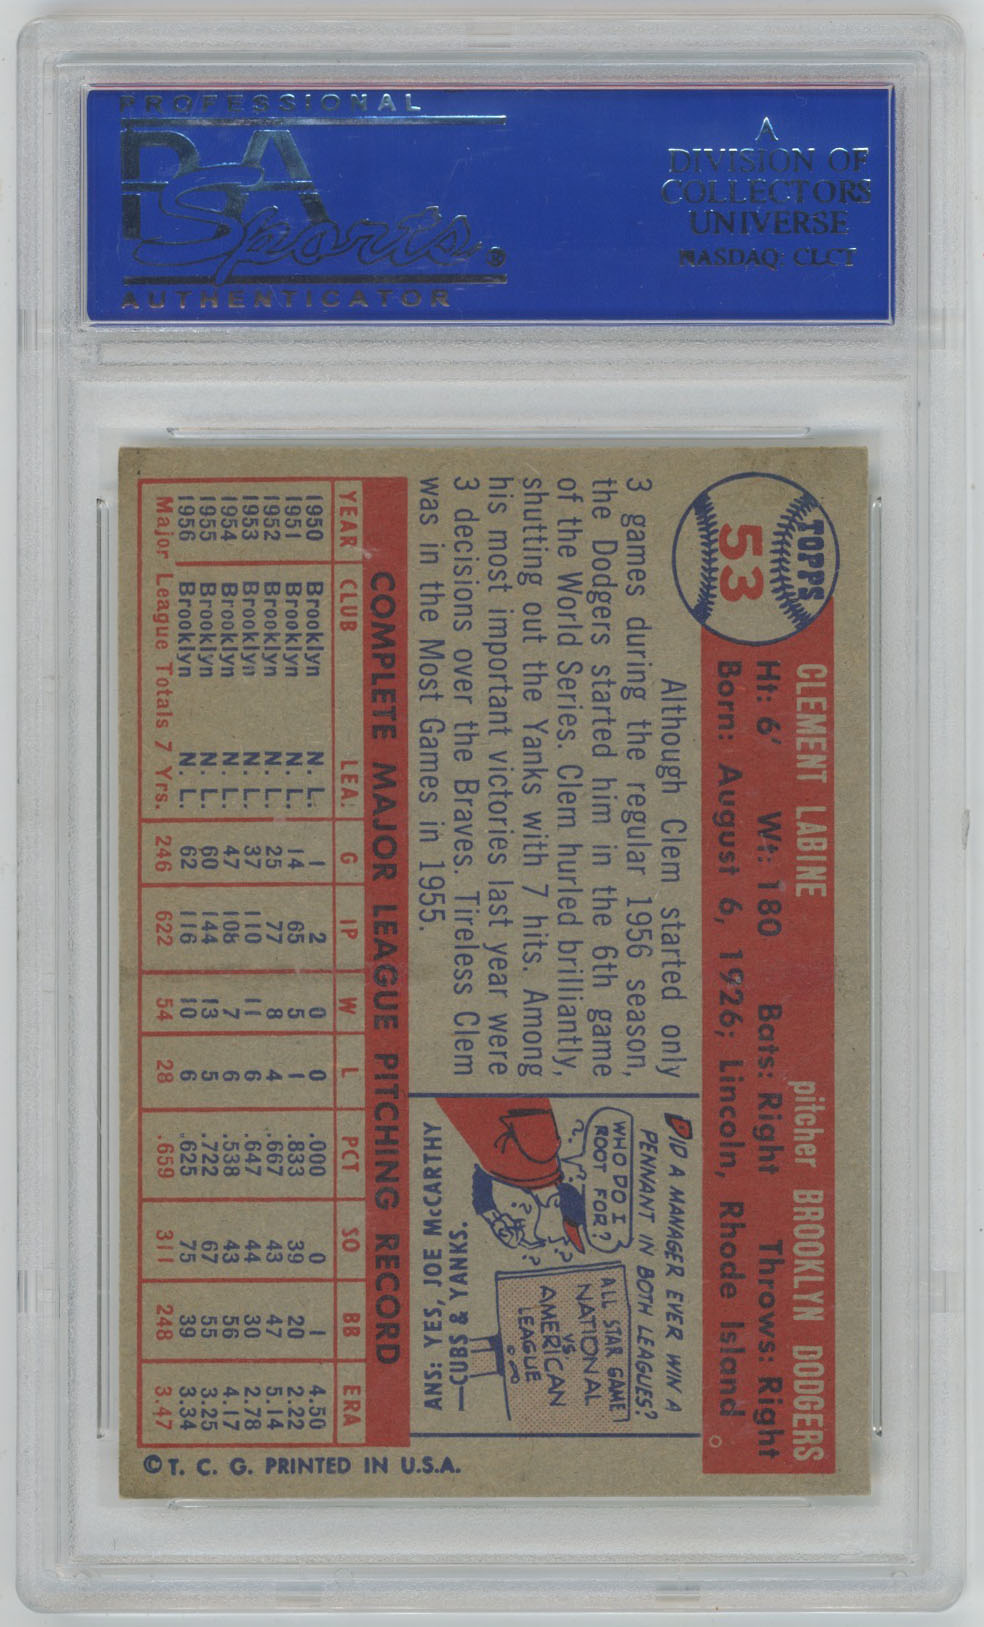 PROFESSIONAL
PSA
Sports®
AUTHENTICATOR
A
DIVISION OF
COLLECTORS
UNIVERSE
NASDAQ: CLCT
TOPPS
53
CLEMENT LABINE pitcher BROOKLYN DODGERS
Ht: 6' Wt: 180 Bats: Right Throws: Right
Born: August 6, 1926; Lincoln, Rhode Island
Although Clem started only
3 games during the regular 1956 season,
the Dodgers started him in the 6th game
of the World Series. Clem hurled brilliantly,
shutting out the Yanks with 7 hits. Among
his most important victories last year were
3 decisions over the Braves. Tireless Clem
was in the Most Games in 1955.
DID A MANAGER EVER WIN A
PENNANT IN BOTH LEAGUES?
WHO DO I
ROOT FOR?
? ? ? ? ?
ALL STAR GAME
NATIONAL
VS
AMERICAN
LEAGUE
ANS: YES, JOE McCARTHY
—CUBS & YANKS.
COMPLETE MAJOR LEAGUE PITCHING RECORD
YEAR CLUB LEA. G IP W L PCT SO BB ERA
1950 Brooklyn N. L. 1 2 0 0 .000 0 1 4.50
1951 Brooklyn N. L. 14 65 5 1 .833 39 20 2.22
1952 Brooklyn N. L. 25 77 8 4 .667 43 47 5.14
1953 Brooklyn N. L. 37 110 11 6 .647 44 30 2.78
1954 Brooklyn N. L. 47 108 7 6 .538 43 56 4.17
1955 Brooklyn N. L. 60 144 13 5 .722 67 55 3.25
1956 Brooklyn N. L. 62 116 10 6 .625 75 39 3.34
Major League Totals 7 Yrs. 246 622 54 28 .659 311 248 3.47
© T. C. G. PRINTED IN U.S.A.